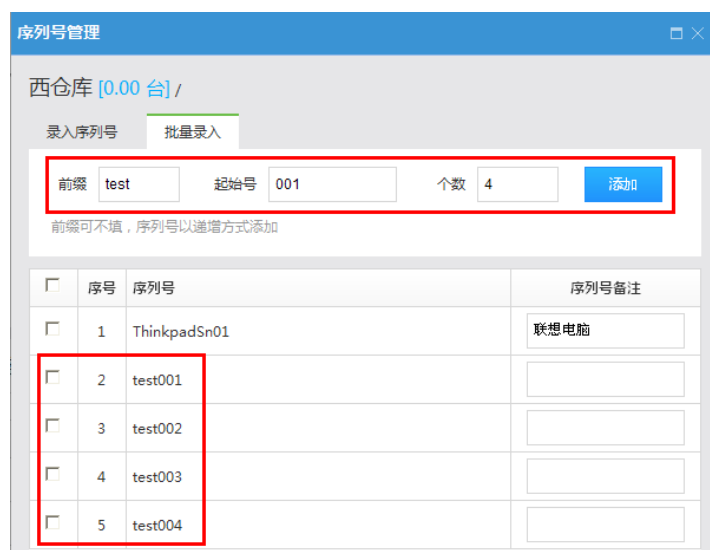 序列号管理
西仓库 [0.00 台] /
录入序列号 批量录入
前缀 test 起始号 001 个数 4 添加
前缀可不填，序列号以递增方式添加
序号 序列号 序列号备注
1 ThinkpadSn01 联想电脑
2 test001
3 test002
4 test003
5 test004